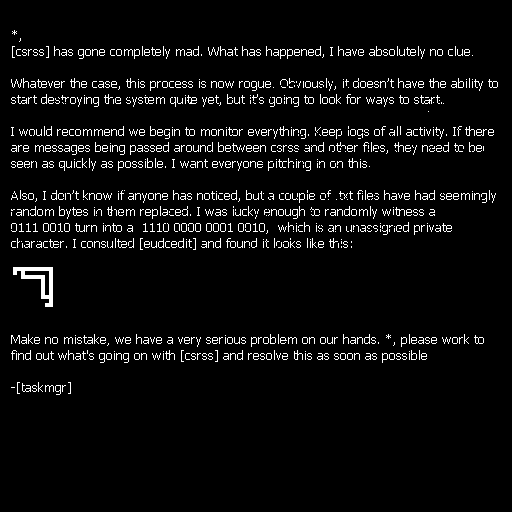 *,
[csrss] has gone completely mad. What has happened, I have absolutely no clue.
Whatever the case, this process is now rogue. Obviously, it doesn't have the ability to
start destroying the system quite yet, but it's going to look for ways to start..
I would recommend we begin to monitor everything. Keep logs of all activity. If there
are messages being passed around between csrss and other files, they need to be
seen as quickly as possible. I want everyone pitching in on this.
Also, I don't know if anyone has noticed, but a couple of .txt files have had seemingly
random bytes in them replaced. I was lucky enough to randomly witness a
0111 0010 turn into a  1110 0000 0001 0010,  which is an unassigned private
character. I consulted [eudcedit] and found it looks like this:
Make no mistake, we have a very serious problem on our hands. *, please work to
find out what's going on with [csrss] and resolve this as soon as possible
-[taskmgr]